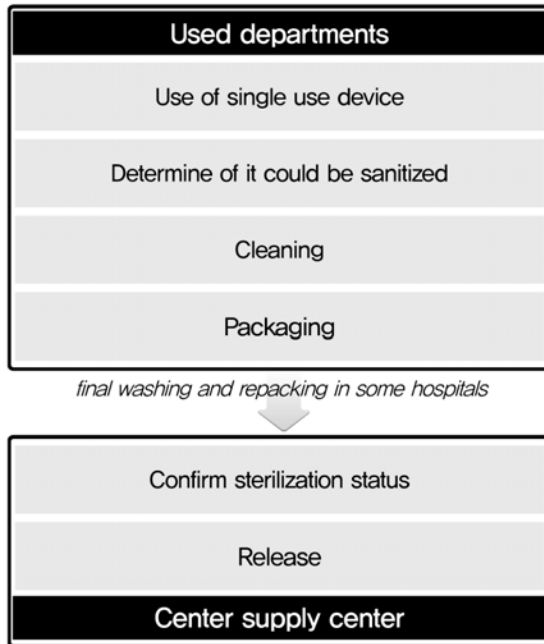 Used departments
Use of single use device
Determine of it could be sanitized
Cleaning
Packaging
final washing and repacking in some hospitals
Confirm sterilization status
Release
Center supply center